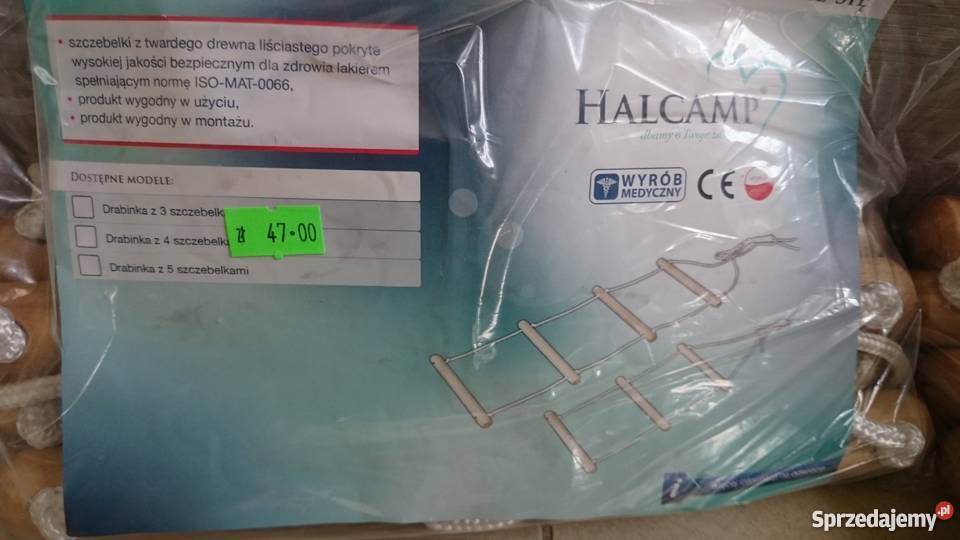 • szczebelki z twardego drewna liściastego pokryte
wysokiej jakości bezpiecznym dla zdrowia lakierem
spełniającym normę ISO-MAT-0066,
• produkt wygodny w użyciu,
• produkt wygodny w montażu.
HALCAMP
dbamy o Twoje
WYRÓB
MEDYCZNY
CE
DOSTĘPNE MODELE:
Drabinka z 3
Drabinka z 4
Drabinka z 5 szczebelkami
zł 47.00
i
Sprzedajemy.pl